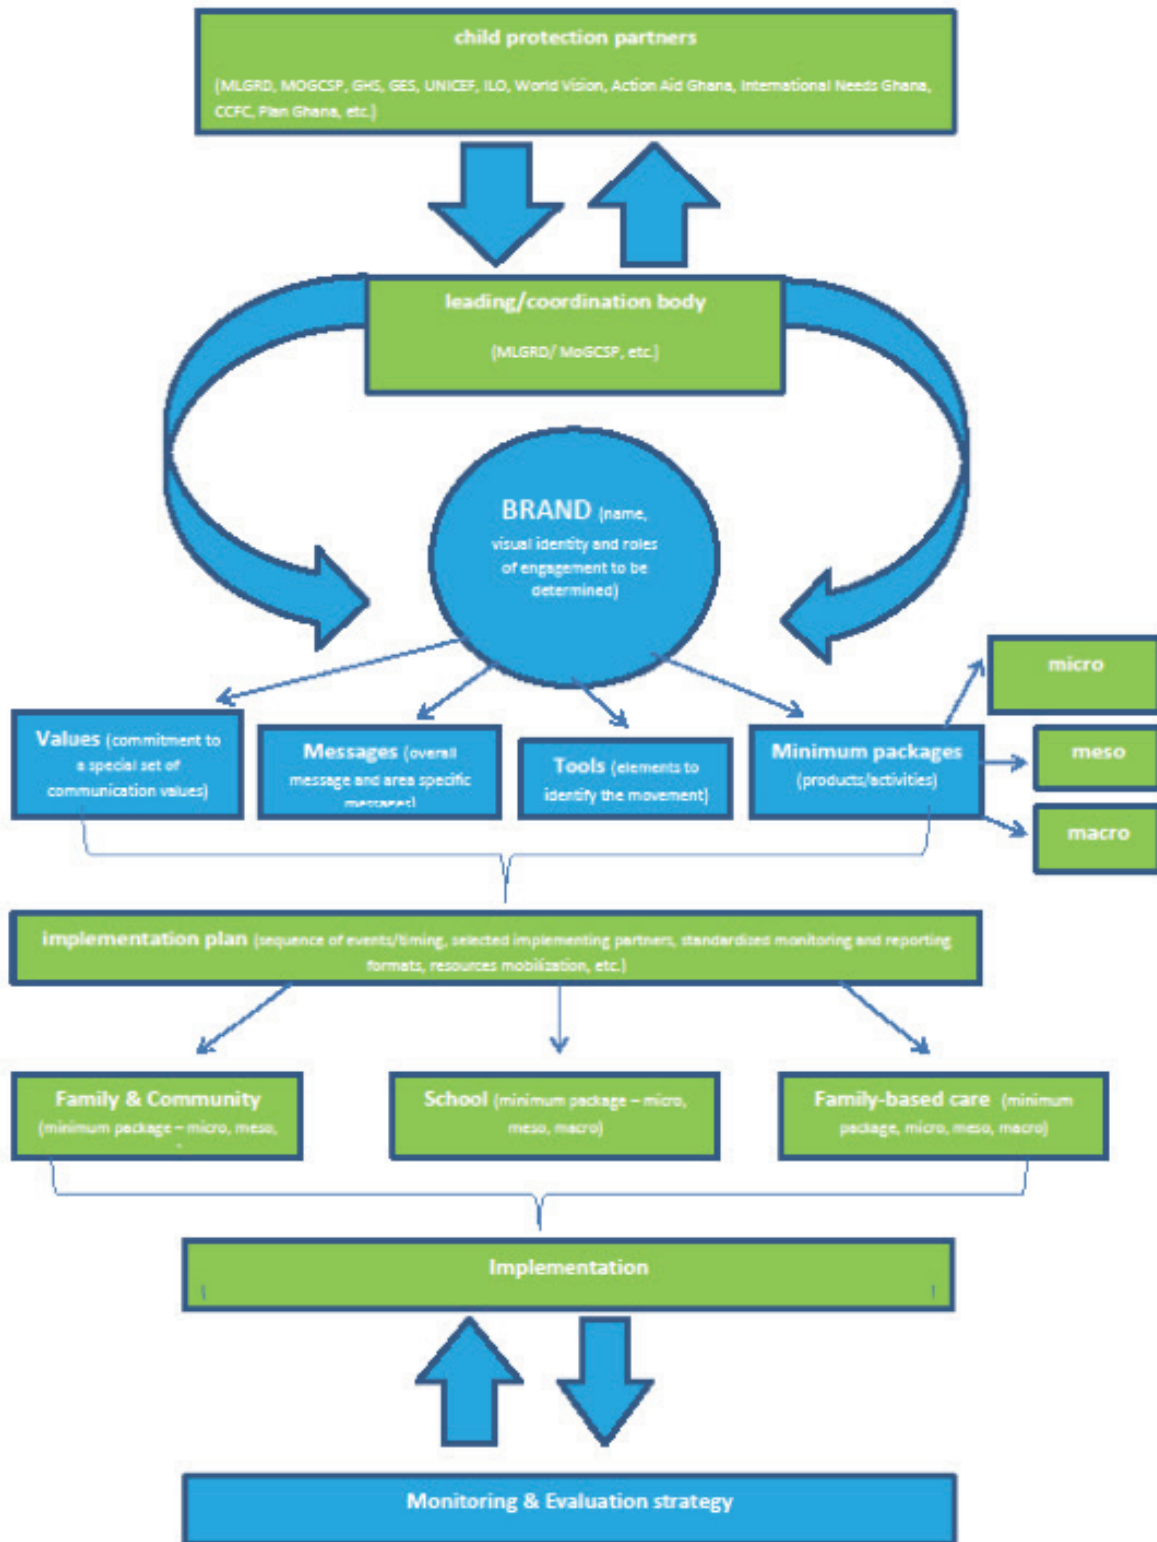 child protection partners
(MLGRD, MOGCSP, GHS, GES, UNICEF, ILO, World Vision, Action Aid Ghana, International Needs Ghana,
CCFC, Plan Ghana, etc.)
leading/coordination body
(MLGRD/ MoGCSP, etc.)
BRAND (name,
visual identity and roles
of engagement to be
determined)
micro
meso
macro
Values (commitment to
a special set of
communication values)
Messages (overall
message and area specific
messages)
Tools (elements to
identify the movement)
Minimum packages
(products/activities)
implementation plan (sequence of events/timing, selected implementing partners, standardized monitoring and reporting
formats, resources mobilization, etc.)
Family & Community
(minimum package – micro, meso,
School (minimum package – micro,
meso, macro)
Family-based care (minimum
package, micro, meso, macro)
Implementation
Monitoring & Evaluation strategy